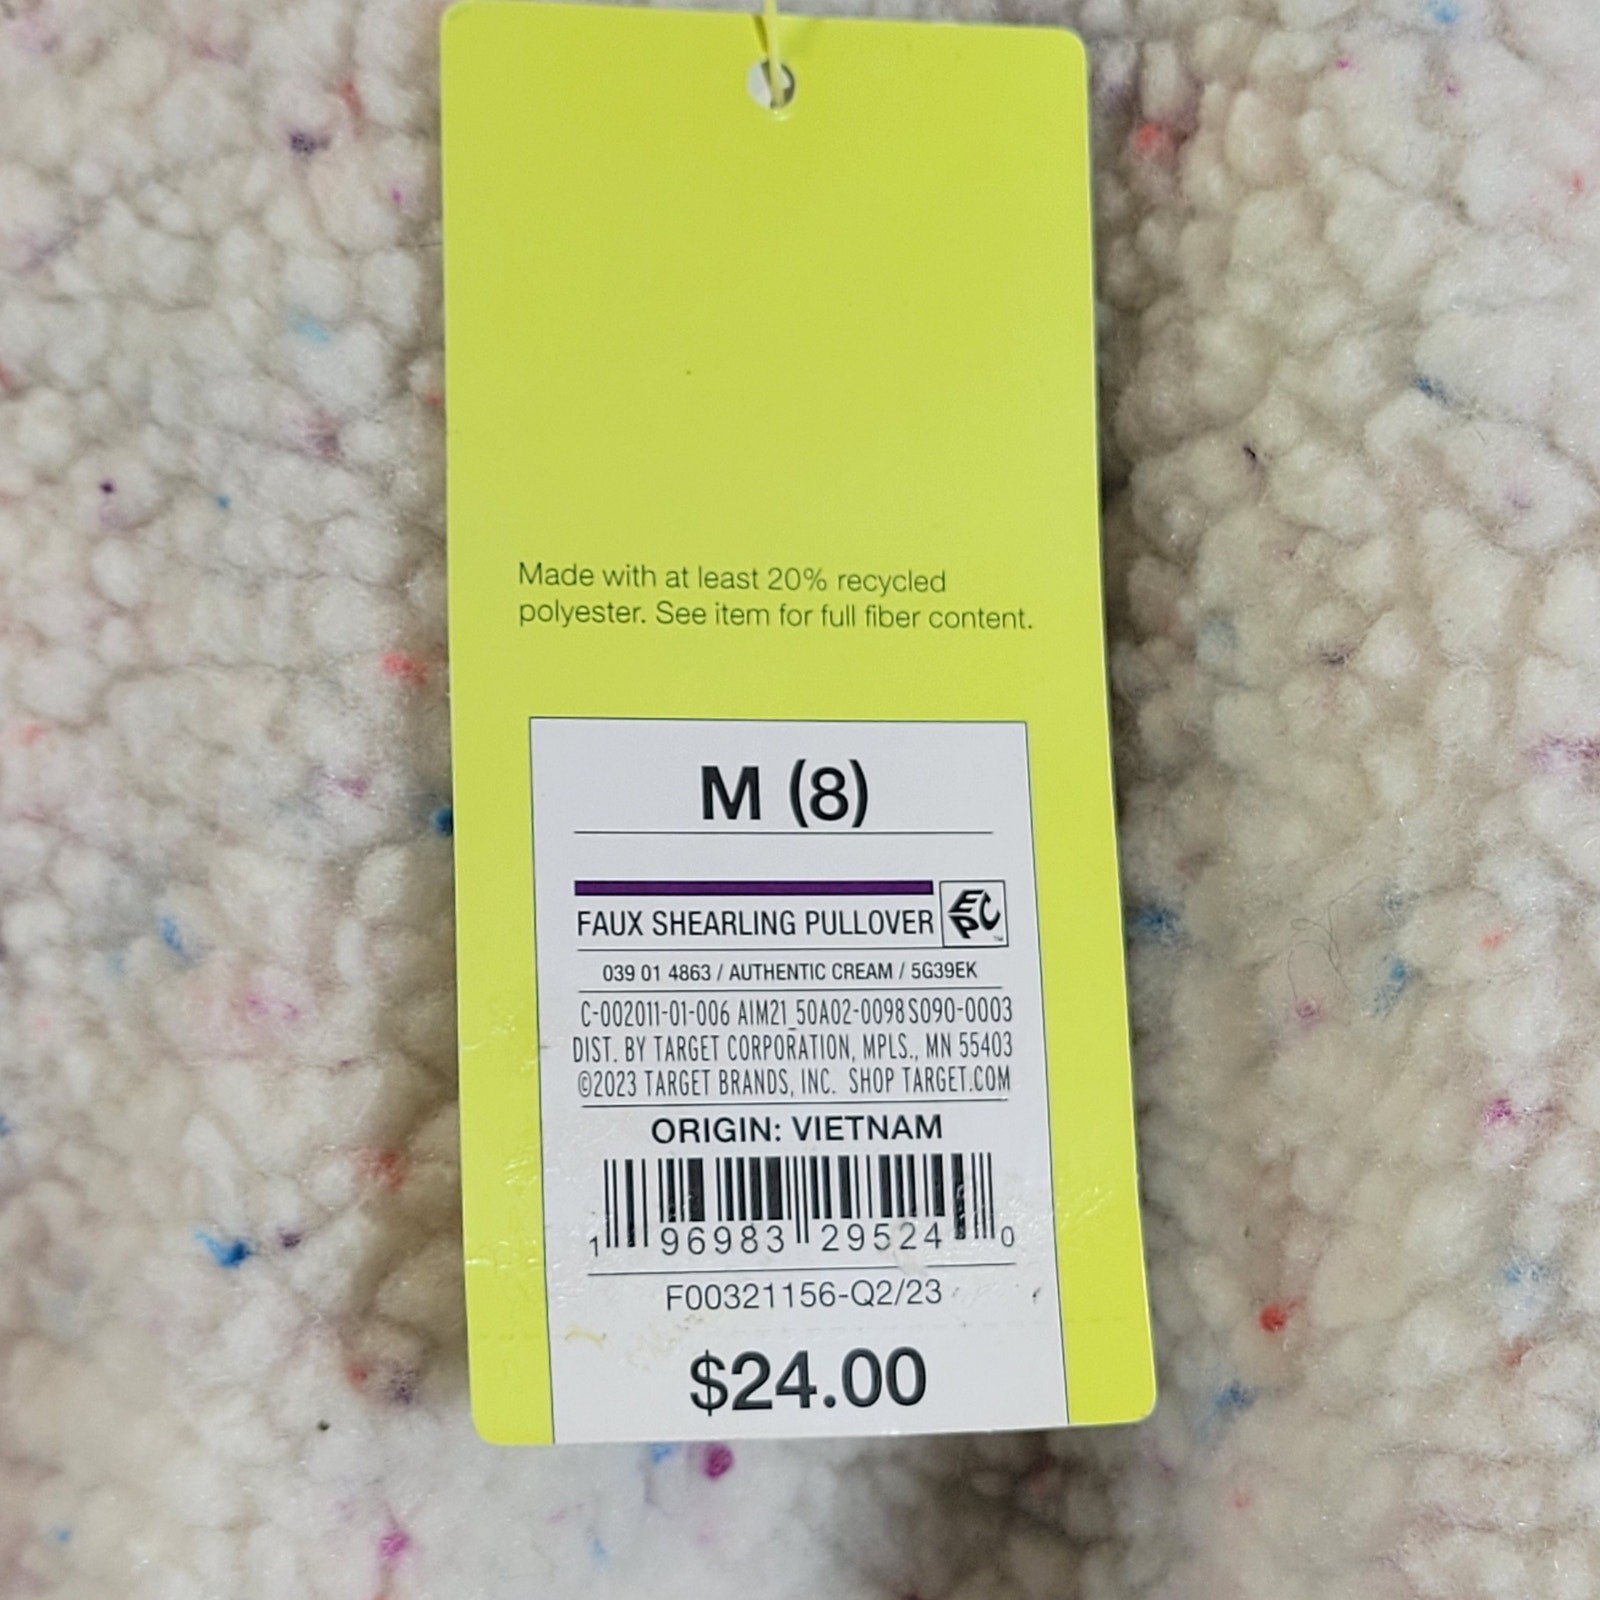 Made with at least 20% recycled
polyester. See item for full fiber content.
M (8)
FAUX SHEARLING PULLOVER EPC™
039 01 4863 / AUTHENTIC CREAM / 5G39EK
C-002011-01-006 AIM21_50A02-0098 S090-0003
DIST. BY TARGET CORPORATION, MPLS., MN 55403
©2023 TARGET BRANDS, INC. SHOP TARGET.COM
ORIGIN: VIETNAM
1 96983 29524 0
F00321156-Q2/23
$24.00